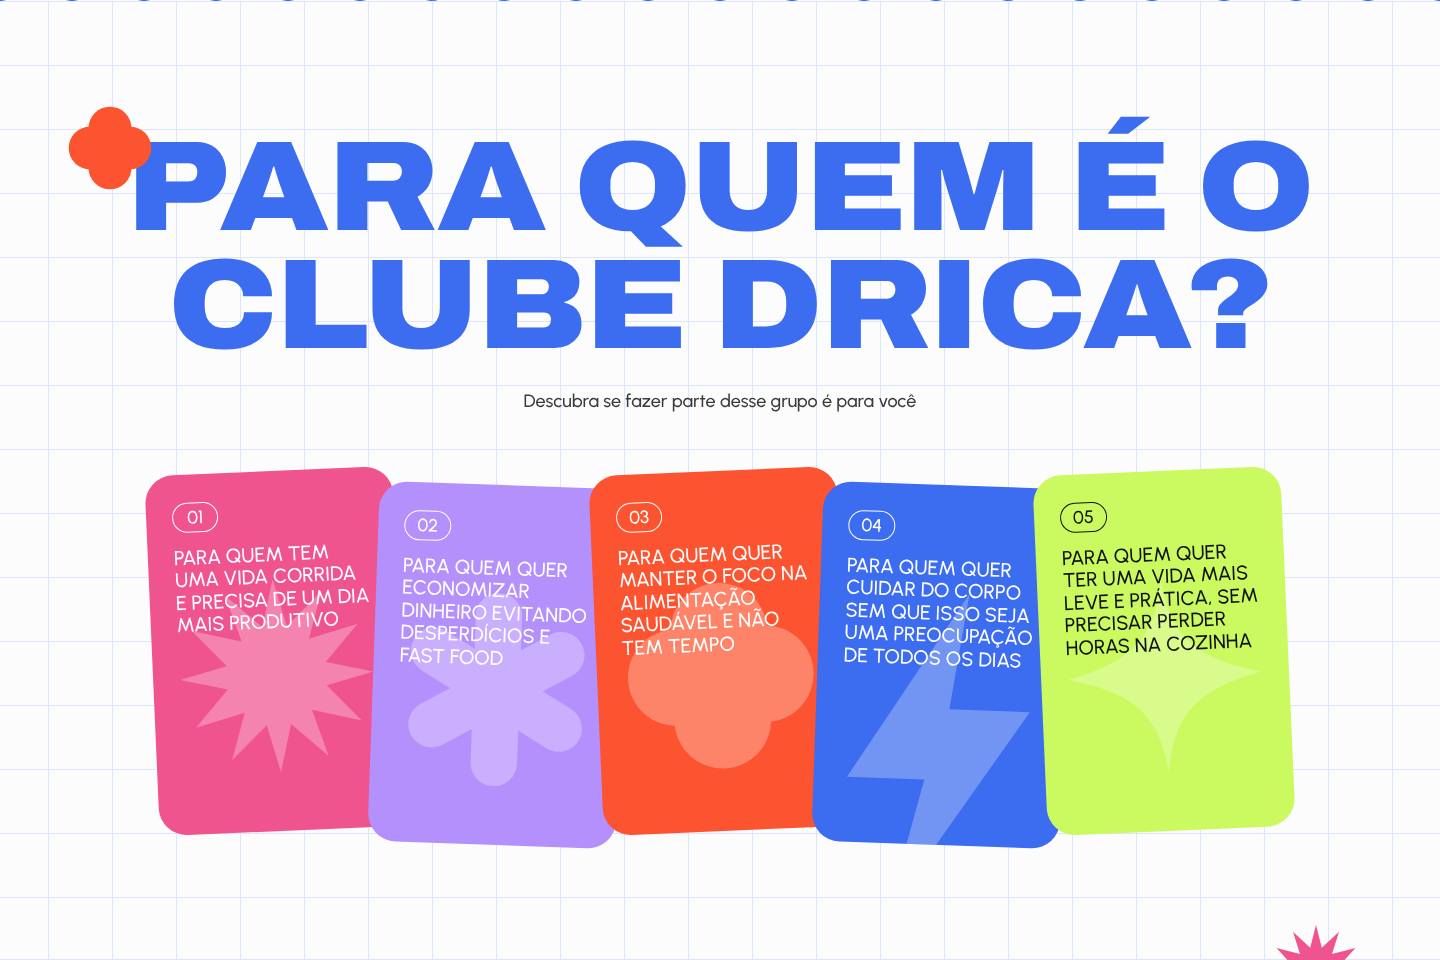 PARA QUEM É O
CLUBE DRICA?
Descubra se fazer parte desse grupo é para você
01
PARA QUEM TEM
UMA VIDA CORRIDA
E PRECISA DE UM DIA
MAIS PRODUTIVO
02
PARA QUEM QUER
ECONOMIZAR
DINHEIRO EVITANDO
DESPERDÍCIOS E
FAST FOOD
03
PARA QUEM QUER
MANTER O FOCO NA
ALIMENTAÇÃO
SAUDÁVEL E NÃO
TEM TEMPO
04
PARA QUEM QUER
CUIDAR DO CORPO
SEM QUE ISSO SEJA
UMA PREOCUPAÇÃO
DE TODOS OS DIAS
05
PARA QUEM QUER
TER UMA VIDA MAIS
LEVE E PRÁTICA, SEM
PRECISAR PERDER
HORAS NA COZINHA